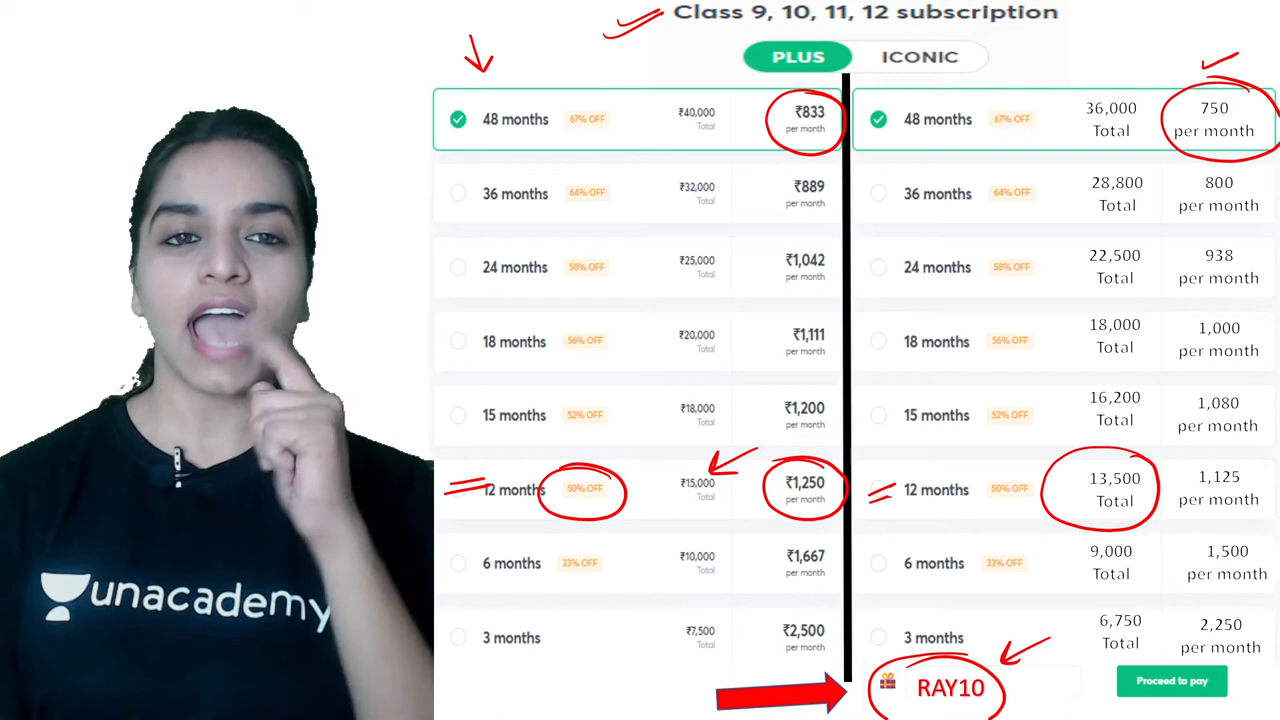 Class 9, 10, 11, 12 subscription
PLUS ICONIC
48 months 67% OFF ₹40,000 Total ₹833 per month
48 months 67% OFF 36,000 Total 750 per month
36 months 64% OFF ₹32,000 Total ₹889 per month
36 months 64% OFF 28,800 Total 800 per month
24 months 58% OFF ₹25,000 Total ₹1,042 per month
24 months 58% OFF 22,500 Total 938 per month
18 months 56% OFF ₹20,000 Total ₹1,111 per month
18 months 56% OFF 18,000 Total 1,000 per month
15 months 52% OFF ₹18,000 Total ₹1,200 per month
15 months 52% OFF 16,200 Total 1,080 per month
12 months 50% OFF ₹15,000 Total ₹1,250 per month
12 months 50% OFF 13,500 Total 1,125 per month
6 months 33% OFF ₹10,000 Total ₹1,667 per month
6 months 33% OFF 9,000 Total 1,500 per month
3 months ₹7,500 Total ₹2,500 per month
3 months 6,750 Total 2,250 per month
RAY10 Proceed to pay
unacademy